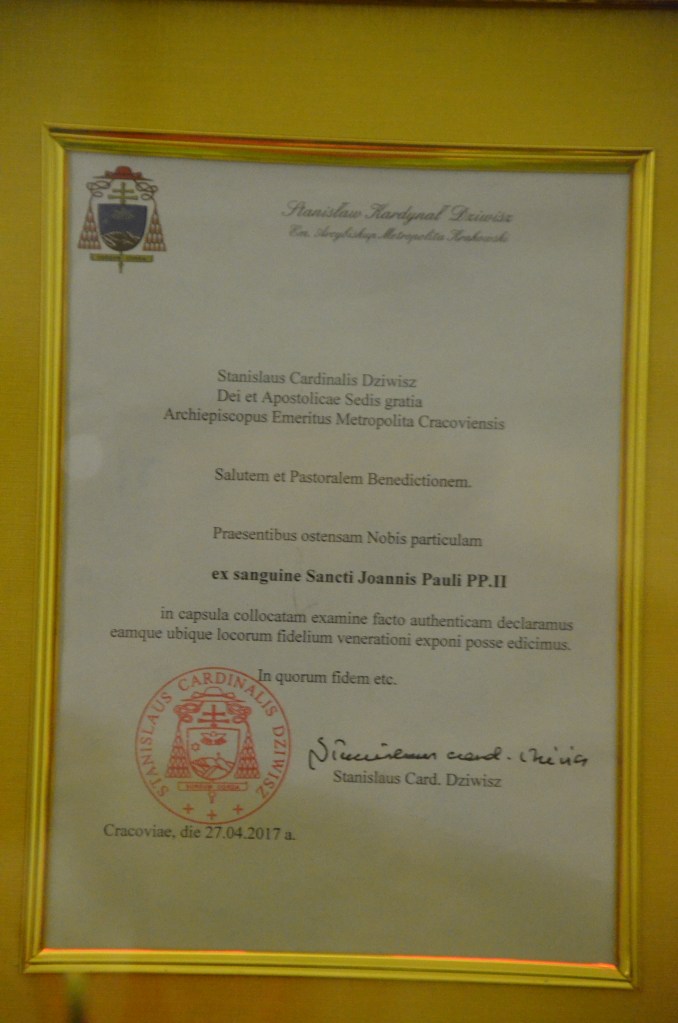 Stanisław Kardynał Dziwisz
Em. Arcybiskup Metropolita Krakowski
Stanislaus Cardinalis Dziwisz
Dei et Apostolicae Sedis gratia
Archiepiscopus Emeritus Metropolita Cracoviensis
Salutem et Pastoralem Benedictionem.
Praesentibus ostensam Nobis particulam
ex sanguine Sancti Joannis Pauli PP.II
in capsula collocatam examine facto authenticam declaramus
eamque ubique locorum fidelium venerationi exponi posse edicimus.
In quorum fidem etc.
STANISLAUS CARDINALIS DZIWISZ
Stanislaus Card. Dziwisz
Stanislaus Card. Dziwisz
Cracoviae, die 27.04.2017 a.